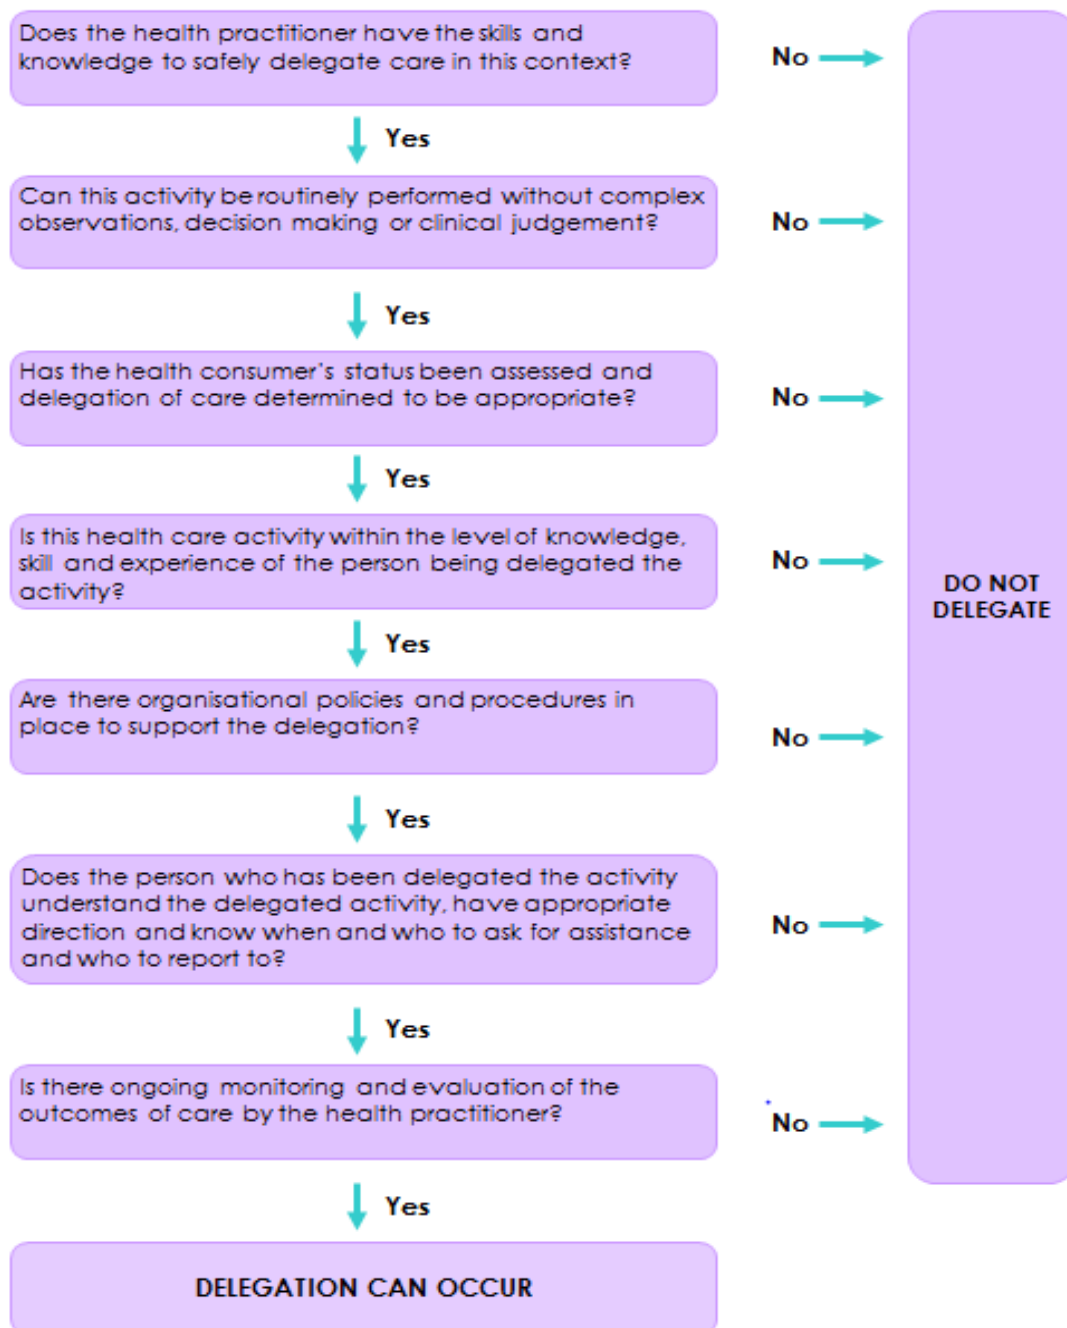 Does the health practitioner have the skills and
knowledge to safely delegate care in this context?
No
Yes
Can this activity be routinely performed without complex
observations, decision making or clinical judgement?
No
Yes
Has the health consumer's status been assessed and
delegation of care determined to be appropriate?
No
Yes
Is this health care activity within the level of knowledge,
skill and experience of the person being delegated the
activity?
No
DO NOT
DELEGATE
Yes
Are there organisational policies and procedures in
place to support the delegation?
No
Yes
Does the person who has been delegated the activity
understand the delegated activity, have appropriate
direction and know when and who to ask for assistance
and who to report to?
No
Yes
Is there ongoing monitoring and evaluation of the
outcomes of care by the health practitioner?
No
Yes
DELEGATION CAN OCCUR